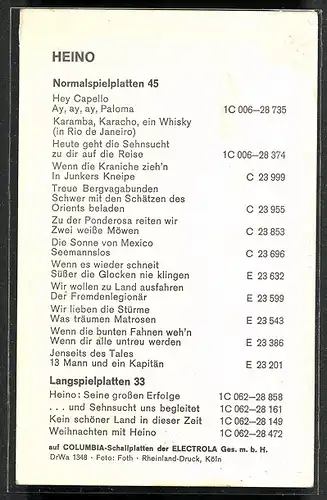 HEINO
Normalspielplatten 45
Hey Capello
Ay, ay, ay, Paloma 1C 006—28 735
Karamba, Karacho, ein Whisky
(in Rio de Janeiro)
Heute geht die Sehnsucht
zu dir auf die Reise 1C 006—28 374
Wenn die Kraniche zieh'n
In Junkers Kneipe C 23 999
Treue Bergvagabunden
Schwer mit den Schätzen des
Orients beladen C 23 955
Zu der Ponderosa reiten wir
Zwei weiße Möwen C 23 853
Die Sonne von Mexico
Seemannslos C 23 696
Wenn es wieder schneit
Süßer die Glocken nie klingen E 23 632
Wir wollen zu Land ausfahren
Der Fremdenlegionär E 23 599
Wir lieben die Stürme
Was träumen Matrosen E 23 543
Wenn die bunten Fahnen weh'n
Wenn dir alle untreu werden E 23 386
Jenseits des Tales
13 Mann und ein Kapitän E 23 201
Langspielplatten 33
Heino: Seine großen Erfolge 1C 062—28 858
. . . und Sehnsucht uns begleitet 1C 062—28 161
Kein schöner Land in dieser Zeit 1C 062—28 149
Weihnachten mit Heino 1C 062—28 472
auf COLUMBIA-Schallplatten der ELECTROLA Ges. m. b. H.
DrWa 1348 · Foto: Foth · Rheinland-Druck, Köln